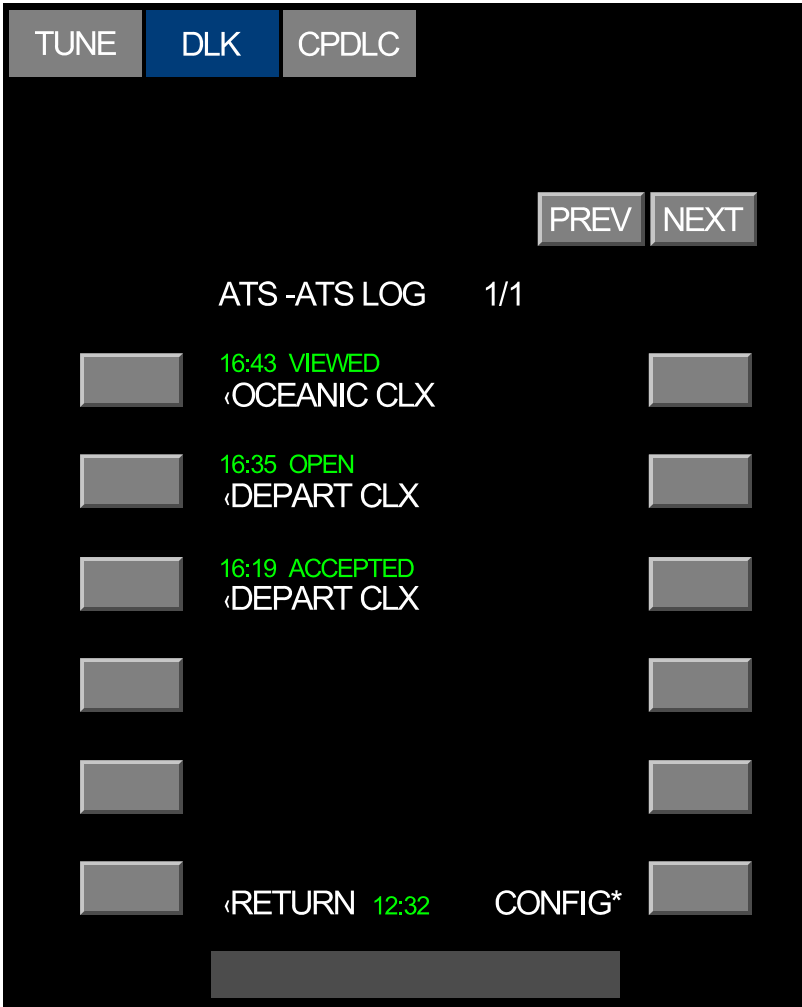 TUNE DLK CPDLC
PREV NEXT
ATS -ATS LOG 1/1
16:43 VIEWED
‹OCEANIC CLX
16:35 OPEN
‹DEPART CLX
16:19 ACCEPTED
‹DEPART CLX
‹RETURN 12:32 CONFIG*